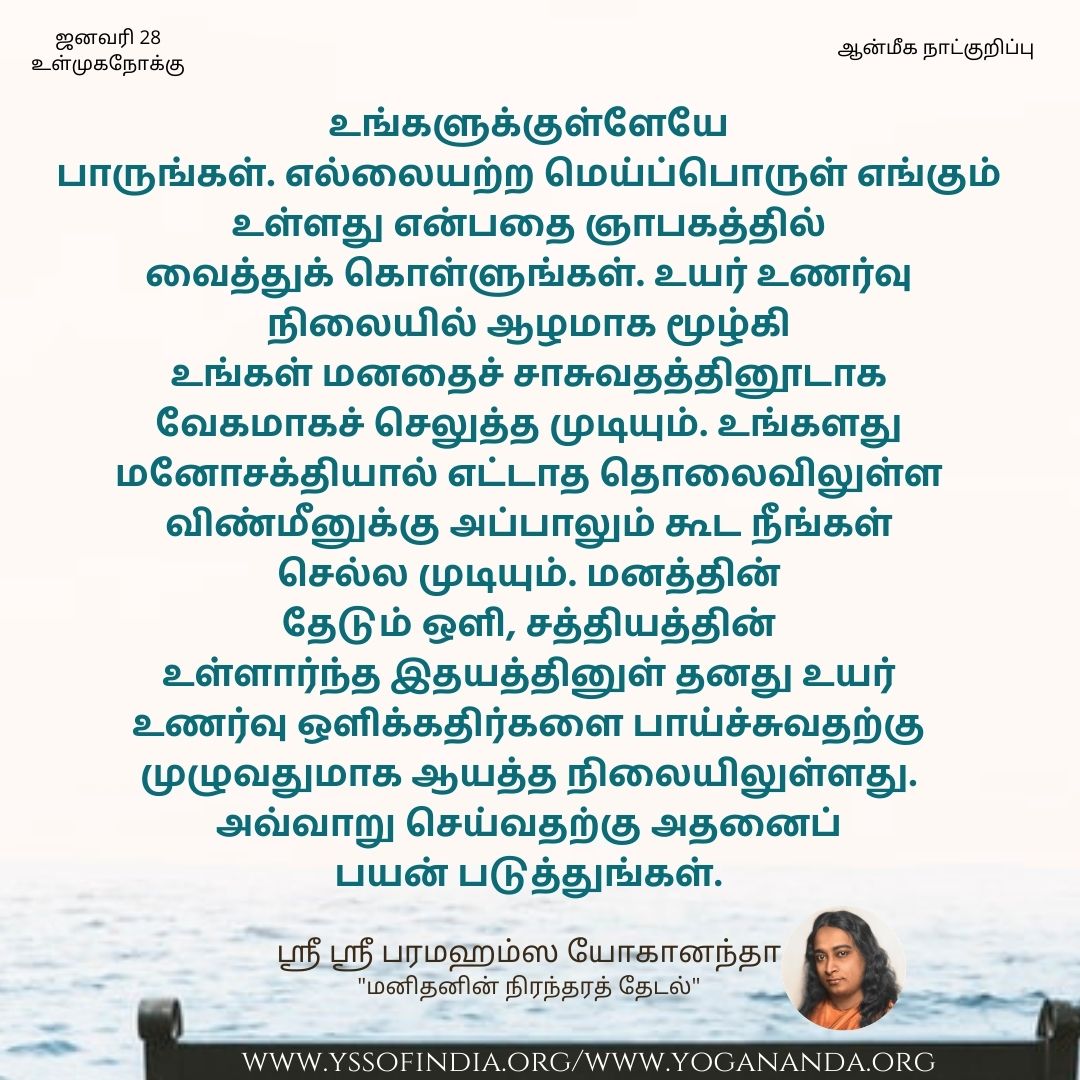 ஜனவரி 28
உள்முகநோக்கு
ஆன்மீக நாட்குறிப்பு
உங்களுக்குள்ளேயே
பாருங்கள். எல்லையற்ற மெய்ப்பொருள் எங்கும்
உள்ளது என்பதை ஞாபகத்தில்
வைத்துக் கொள்ளுங்கள். உயர் உணர்வு
நிலையில் ஆழமாக மூழ்கி
உங்கள் மனதைச் சாசுவதத்தினூடாக
வேகமாகச் செலுத்த முடியும். உங்களது
மனோசக்தியால் எட்டாத தொலைவிலுள்ள
விண்மீனுக்கு அப்பாலும் கூட நீங்கள்
செல்ல முடியும். மனத்தின்
தேடும் ஒளி, சத்தியத்தின்
உள்ளார்ந்த இதயத்தினுள் தனது உயர்
உணர்வு ஒளிக்கதிர்களை பாய்ச்சுவதற்கு
முழுவதுமாக ஆயத்த நிலையிலுள்ளது.
அவ்வாறு செய்வதற்கு அதனைப்
பயன் படுத்துங்கள்.
ஸ்ரீ ஸ்ரீ பரமஹம்ஸ யோகானந்தா
"மனிதனின் நிரந்தரத் தேடல்"
WWW.YSSOFINDIA.ORG/WWW.YOGANANDA.ORG